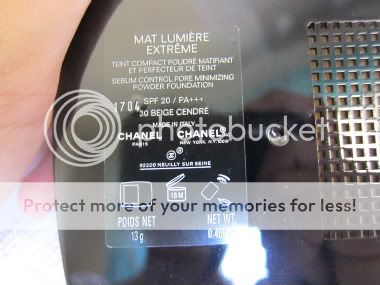 MAT LUMIÈRE
EXTRÊME
TEINT COMPACT POUDRÉ MATIFIANT
ET PERFECTEUR DE TEINT
SEBUM CONTROL PORE MINIMIZING
POWDER FOUNDATION
1704 SPF 20 / PA+++
30 BEIGE CENDRÉ
MADE IN ITALY
CHANEL CHANEL
PARIS NEW YORK, N.Y.
92200 NEUILLY SUR SEINE
18M
POIDS NET NET WT.
13 g
photobucket
Protect more of your memories for less!